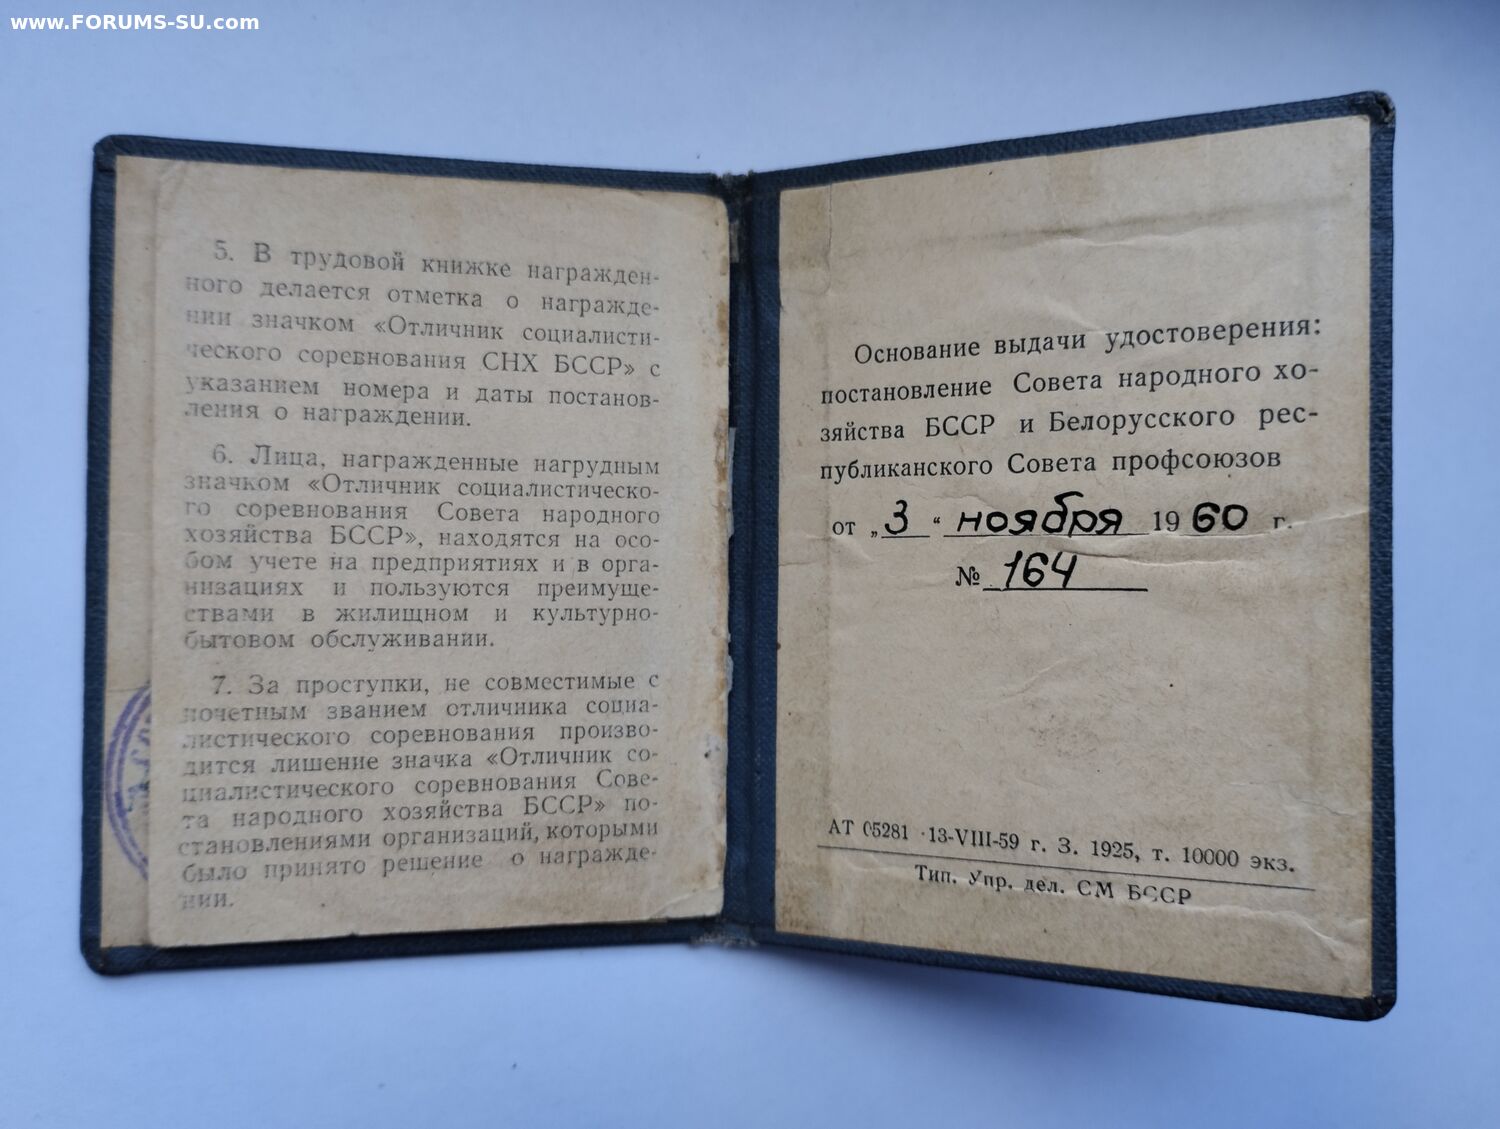 www.FORUMS-SU.com
5. В трудовой книжке награжден-
ного делается отметка о награжде-
нии значком «Отличник социалисти-
ческого соревнования СНХ БССР» с
указанием номера и даты постанов-
ления о награждении.
6. Лица, награжденные нагрудным
значком «Отличник социалистическо-
го соревнования Совета народного
хозяйства БССР», находятся на осо-
бом учете на предприятиях и в орга-
низациях и пользуются преимуще-
ствами в жилищном и культурно-
бытовом обслуживании.
7. За проступки, не совместимые с
почетным званием отличника социа-
листического соревнования произво-
дится лишение значка «Отличник со-
циалистического соревнования Сове-
та народного хозяйства БССР» по-
становлениями организаций, которыми
было принято решение о награжде-
нии.
Основание выдачи удостоверения:
постановление Совета народного хо-
зяйства БССР и Белорусского рес-
публиканского Совета профсоюзов
от „3“ ноября 1960 г.
№ 164
АТ 05281 13-VIII-59 г. З. 1925, т. 10000 экз.
Тип. Упр. дел. СМ БССР